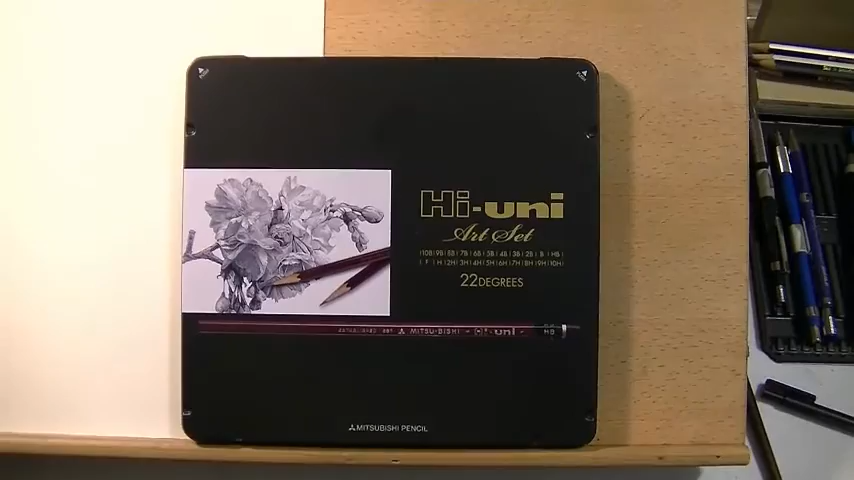 Hi-uni
Art Set
10B 9B 8B 7B 6B 5B 4B 3B 2B B HB
F H 2H 3H 4H 5H 6H 7H 8H 9H 10H
22DEGREES
MITSU-BISHI Hi-uni
HB
MITSUBISHI PENCIL